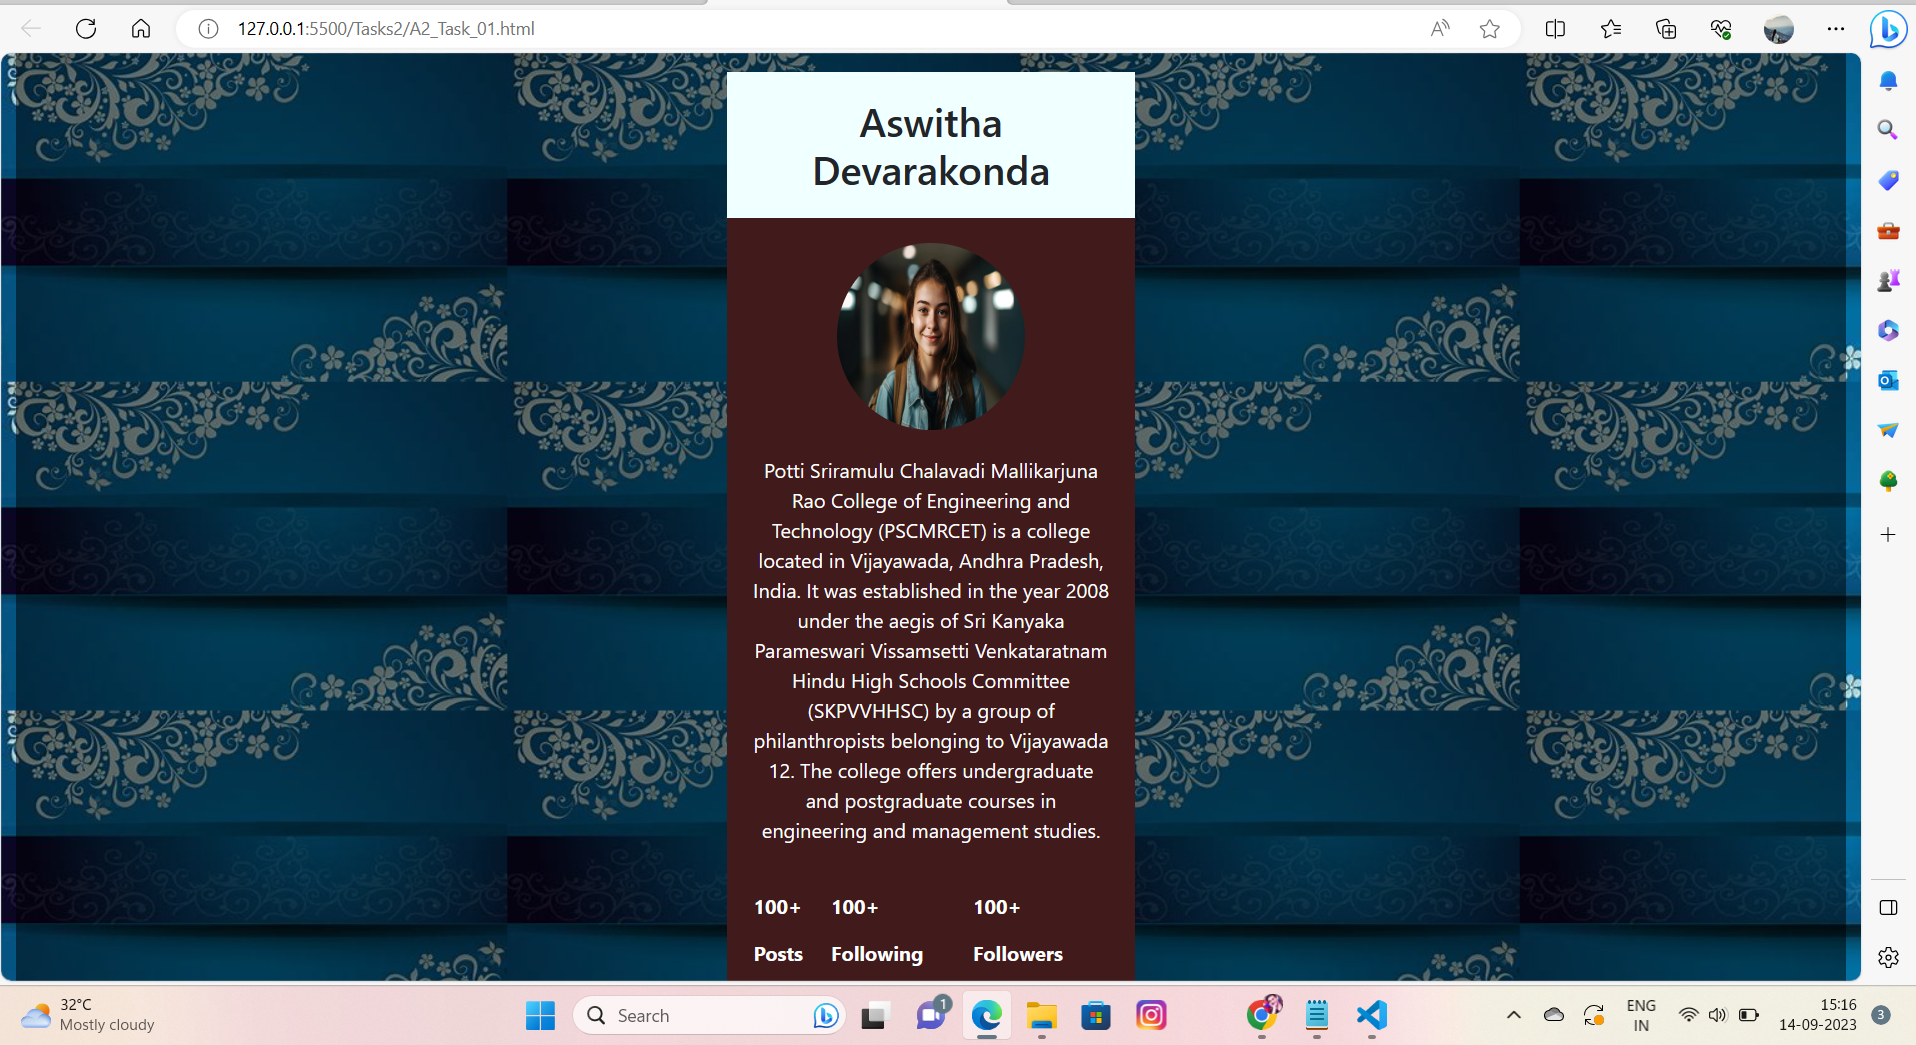 127.0.0.1:5500/Tasks2/A2_Task_01.html
Aswitha
Devarakonda
Potti Sriramulu Chalavadi Mallikarjuna
Rao College of Engineering and
Technology (PSCMRCET) is a college
located in Vijayawada, Andhra Pradesh,
India. It was established in the year 2008
under the aegis of Sri Kanyaka
Parameswari Vissamsetti Venkataratnam
Hindu High Schools Committee
(SKPVVHHSC) by a group of
philanthropists belonging to Vijayawada
12. The college offers undergraduate
and postgraduate courses in
engineering and management studies.
100+ 100+ 100+
Posts Following Followers
32°C
Mostly cloudy
Search
1
ENG
IN
15:16
14-09-2023
3